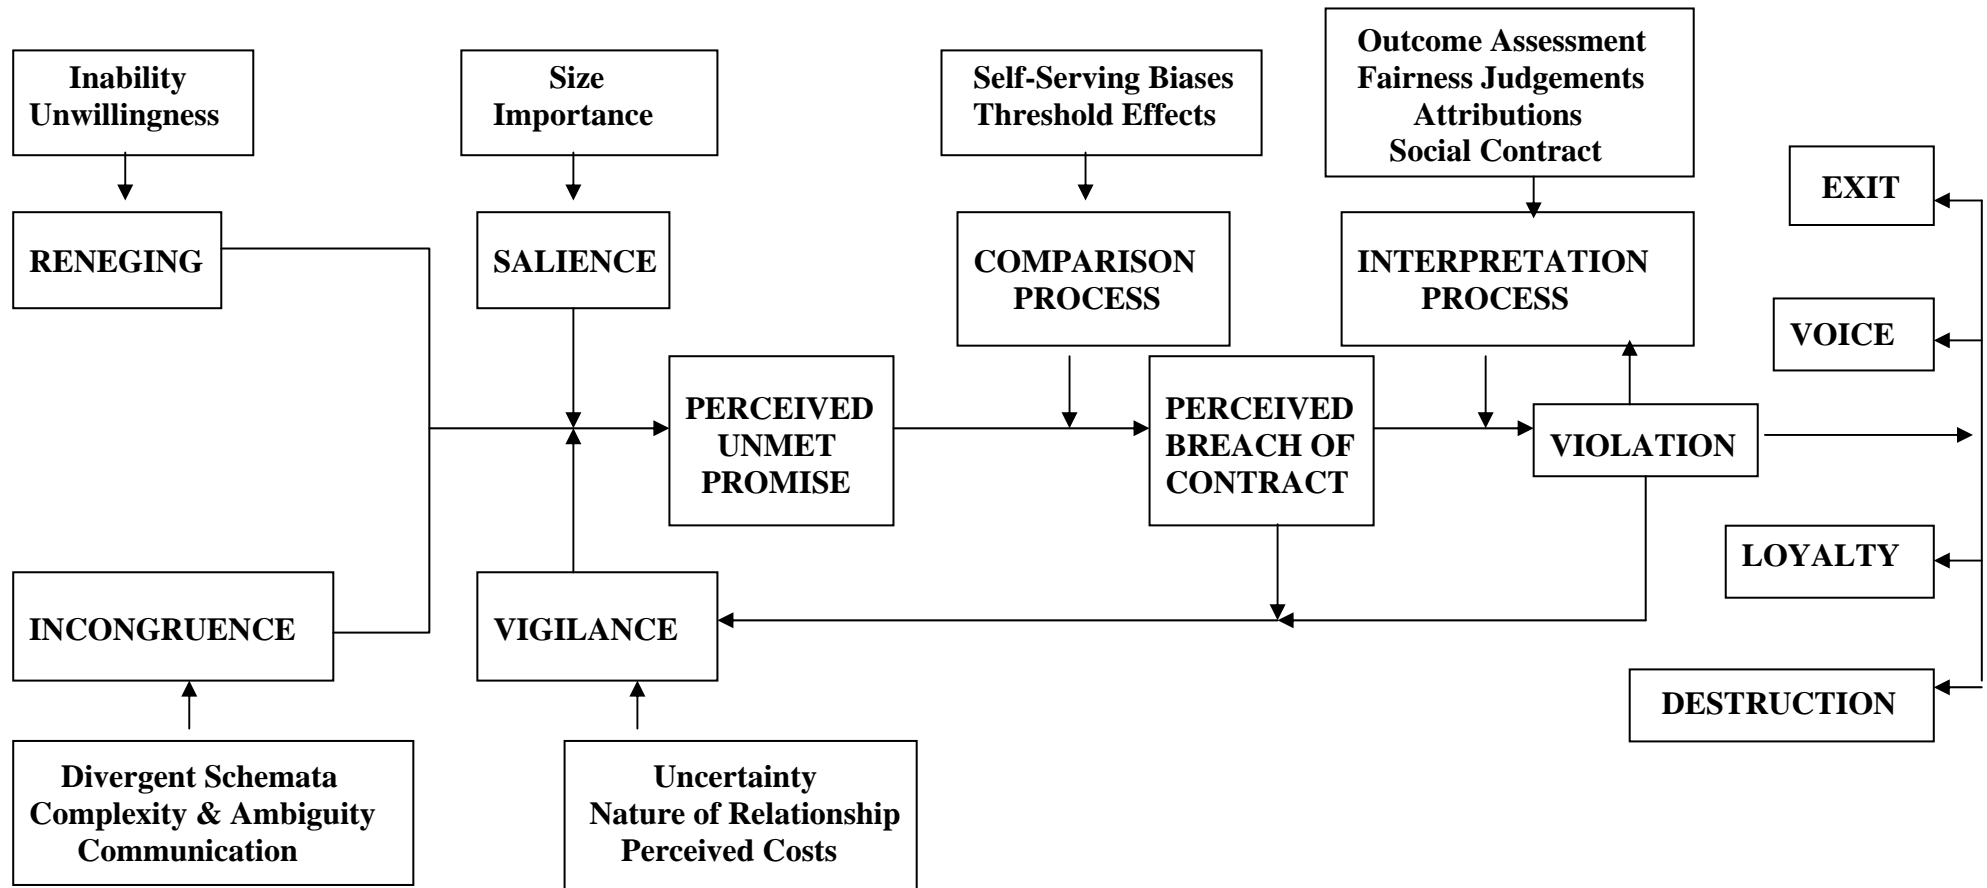 Inability
Unwillingness
Size
Importance
Self-Serving Biases
Threshold Effects
Outcome Assessment
Fairness Judgements
Attributions
Social Contract
RENEGING
SALIENCE
COMPARISON
PROCESS
INTERPRETATION
PROCESS
EXIT
VOICE
PERCEIVED
UNMET
PROMISE
PERCEIVED
BREACH OF
CONTRACT
VIOLATION
LOYALTY
INCONGRUENCE
VIGILANCE
DESTRUCTION
Divergent Schemata
Complexity & Ambiguity
Communication
Uncertainty
Nature of Relationship
Perceived Costs